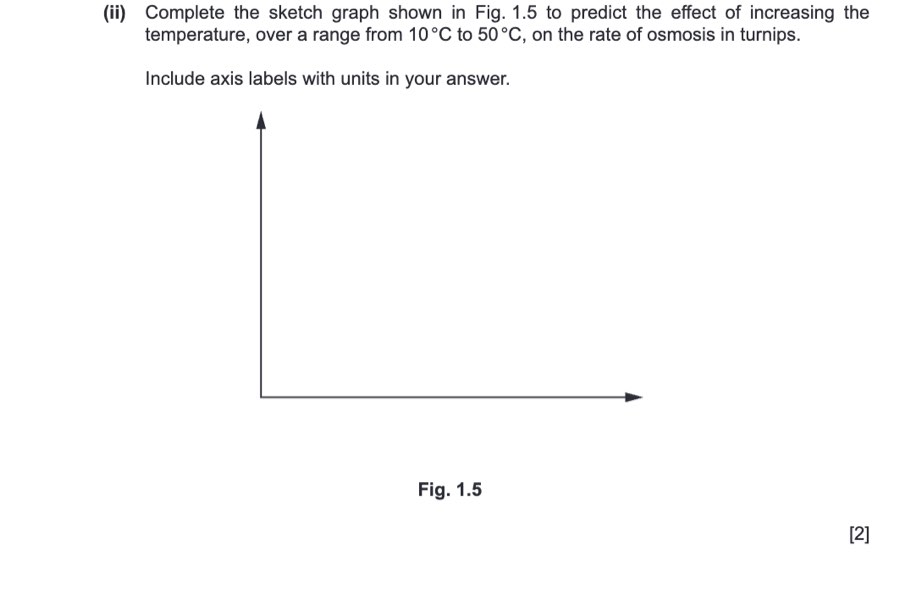 (ii) Complete the sketch graph shown in Fig. 1.5 to predict the effect of increasing the
temperature, over a range from 10 °C to 50 °C, on the rate of osmosis in turnips.
Include axis labels with units in your answer.
Fig. 1.5
[2]